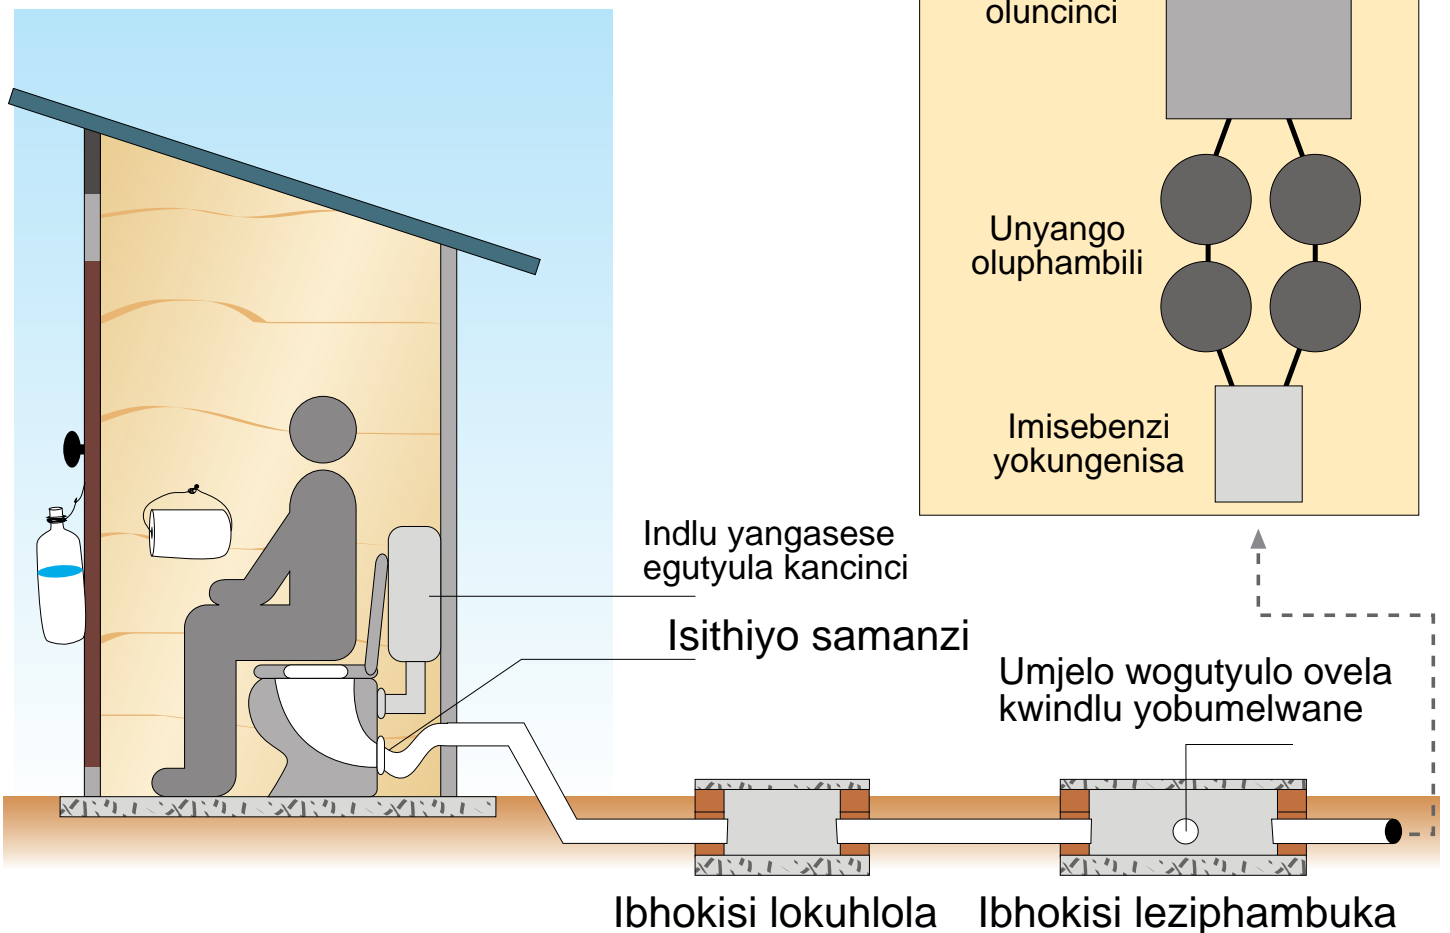 oluncinci
Unyango
oluphambili
Imisebenzi
yokungenisa
Indlu yangasese
egutyula kancinci
Isithiyo samanzi
Umjelo wogutyulo ovela
kwindlu yobumelwane
Ibhokisi lokuhlola
Ibhokisi leziphambuka